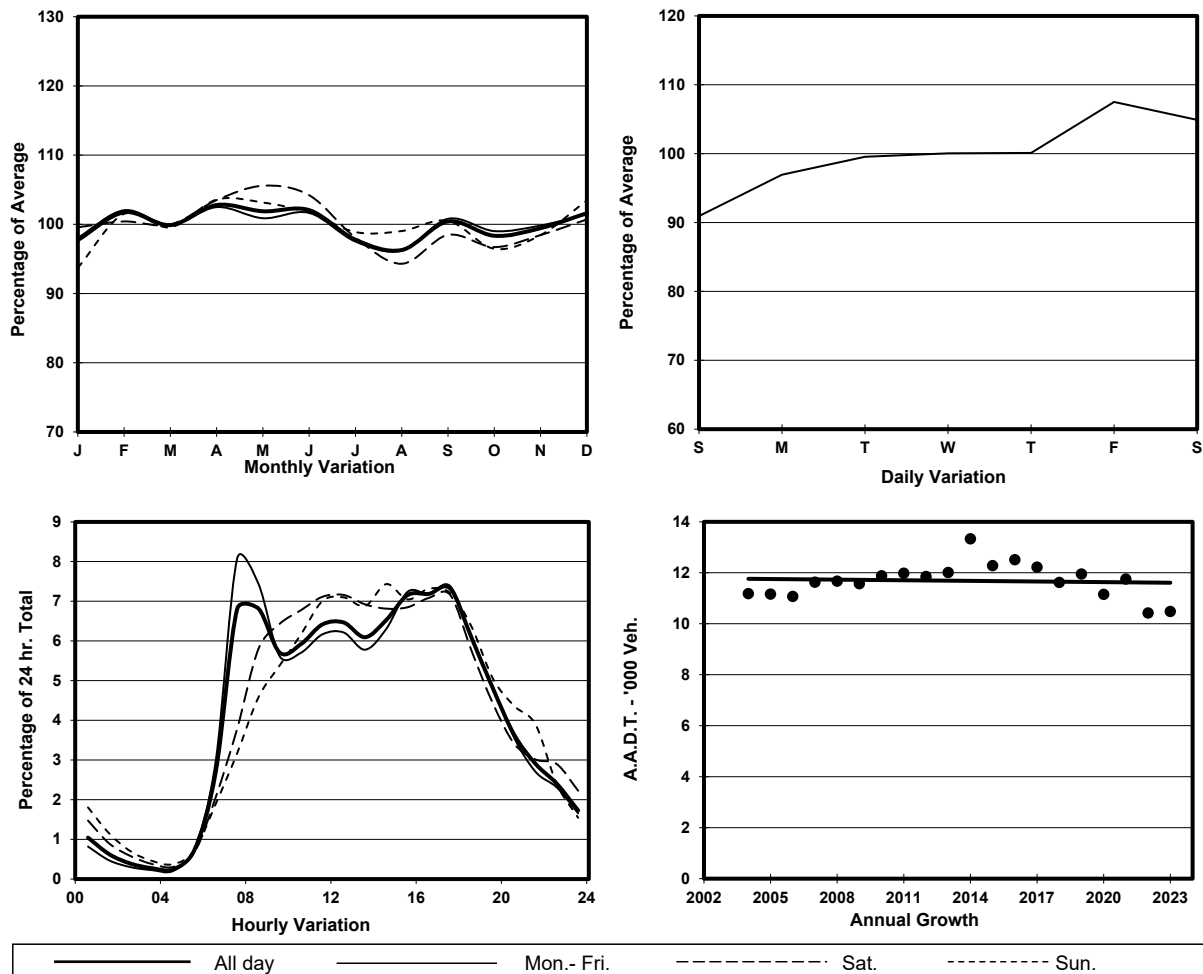 Percentage of Average
130
120
110
100
90
80
70
J F M A M J J A S O N D
Monthly Variation
Percentage of Average
120
110
100
90
80
70
60
S M T W T F S
Daily Variation
Percentage of 24 hr. Total
9
8
7
6
5
4
3
2
1
0
00 04 08 12 16 20 24
Hourly Variation
A.A.D.T. - '000 Veh.
14
12
10
8
6
4
2
0
2002 2005 2008 2011 2014 2017 2020 2023
Annual Growth
All day Mon.- Fri. Sat. Sun.